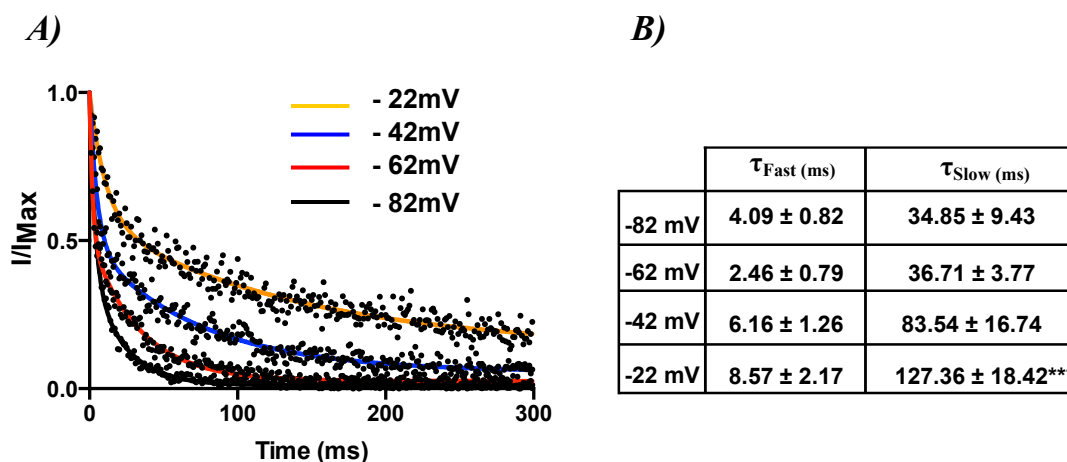 A)
B)
1.0
0.5
0.0
I/IMax
0
100
200
300
Time (ms)
- 22mV
- 42mV
- 62mV
- 82mV
τFast (ms) τSlow (ms)
-82 mV 4.09 ± 0.82 34.85 ± 9.43
-62 mV 2.46 ± 0.79 36.71 ± 3.77
-42 mV 6.16 ± 1.26 83.54 ± 16.74
-22 mV 8.57 ± 2.17 127.36 ± 18.42**